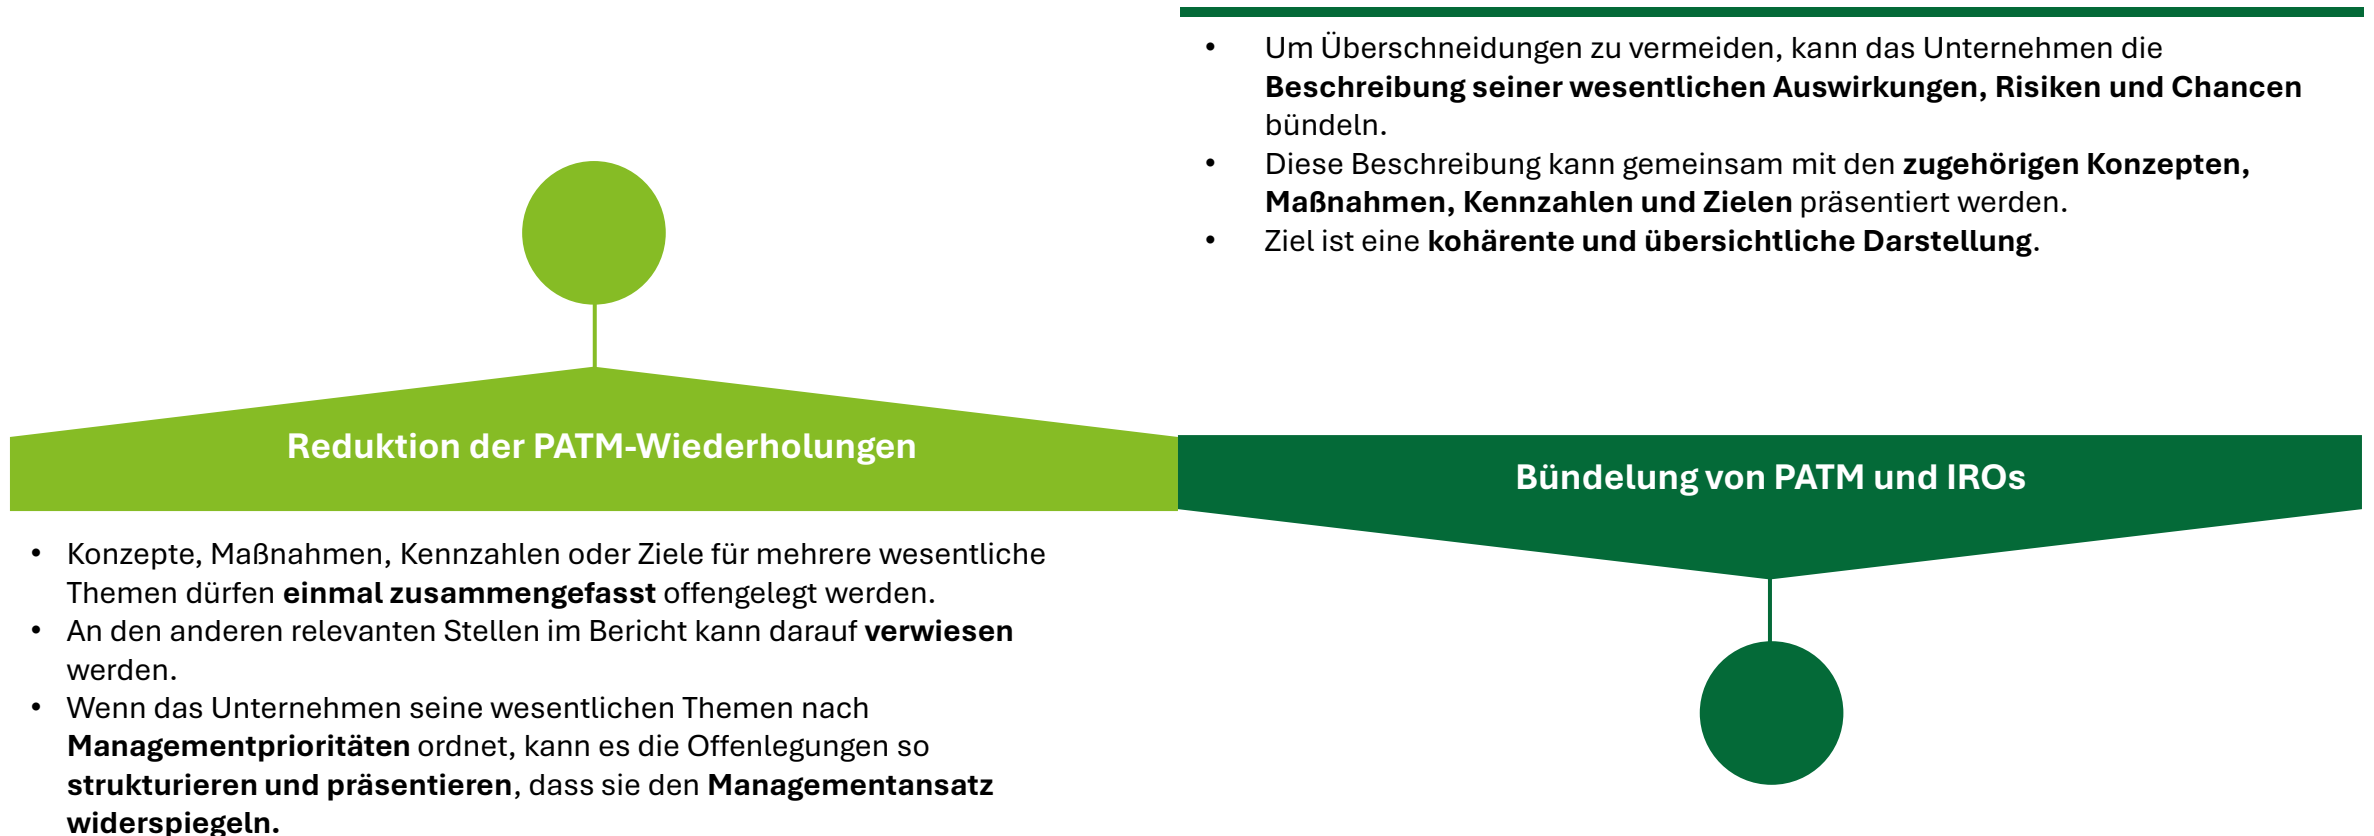 • Um Überschneidungen zu vermeiden, kann das Unternehmen die
Beschreibung seiner wesentlichen Auswirkungen, Risiken und Chancen
bündeln.
• Diese Beschreibung kann gemeinsam mit den zugehörigen Konzepten,
Maßnahmen, Kennzahlen und Zielen präsentiert werden.
• Ziel ist eine kohärente und übersichtliche Darstellung.
Reduktion der PATM-Wiederholungen
Bündelung von PATM und IROs
• Konzepte, Maßnahmen, Kennzahlen oder Ziele für mehrere wesentliche
Themen dürfen einmal zusammengefasst offengelegt werden.
• An den anderen relevanten Stellen im Bericht kann darauf verwiesen
werden.
• Wenn das Unternehmen seine wesentlichen Themen nach
Managementprioritäten ordnet, kann es die Offenlegungen so
strukturieren und präsentieren, dass sie den Managementansatz
widerspiegeln.